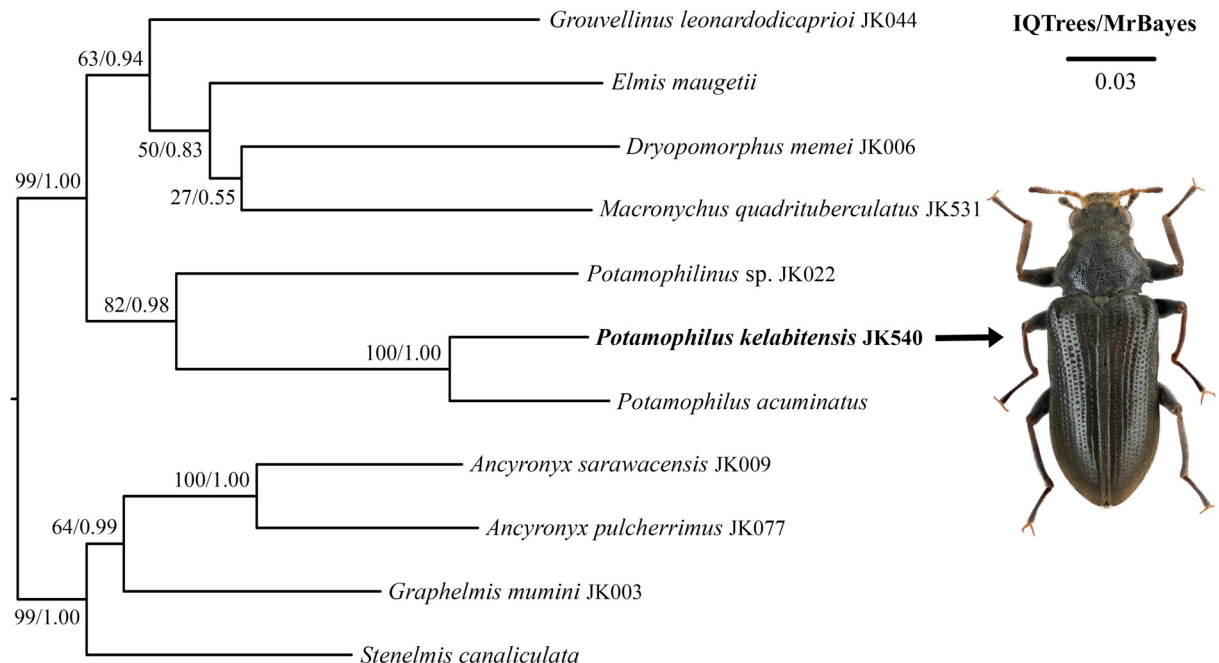 Grouvellinus leonardodicaprioi JK044
IQTrees/MrBayes
63/0.94
0.03
Elmis maugetii
50/0.83
Dryopomorphus memei JK006
99/1.00
27/0.55
Macronychus quadrituberculatus JK531
Potamophilinus sp. JK022
82/0.98
Potamophilus kelabitensis JK540
100/1.00
Potamophilus acuminatus
Ancyronyx sarawacensis JK009
100/1.00
64/0.99
Ancyronyx pulcherrimus JK077
Graphelmis mumini JK003
99/1.00
Stenelmis canaliculata